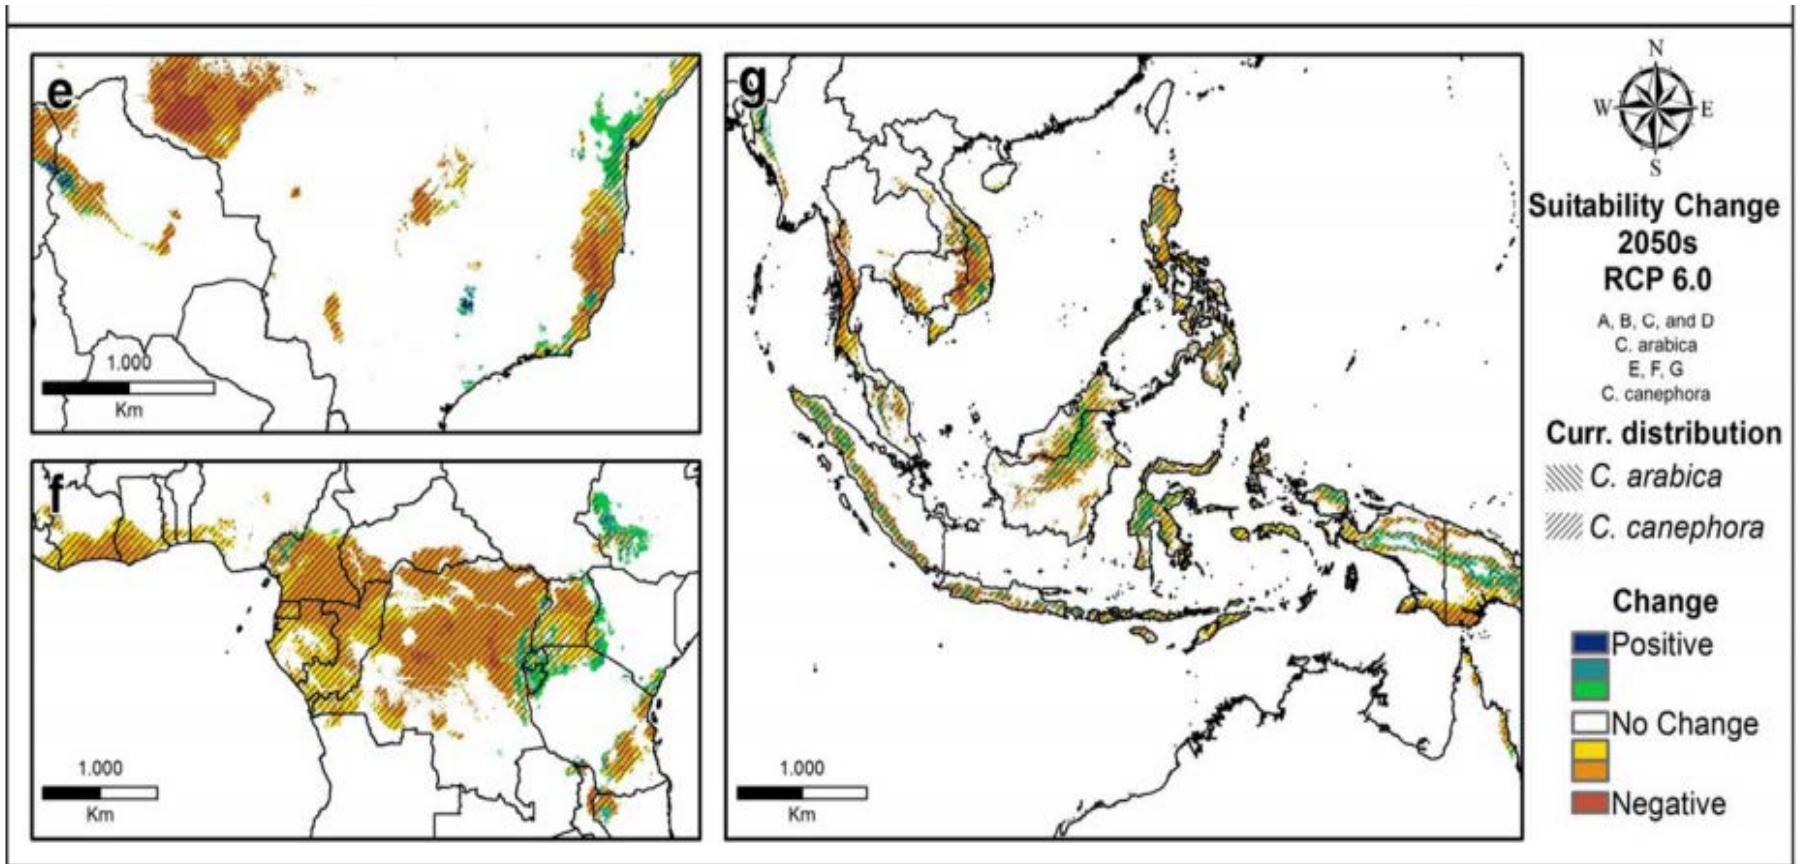 e
1.000
Km
f
1.000
Km
g
1.000
Km
N
W E
S
Suitability Change
2050s
RCP 6.0
A, B, C, and D
C. arabica
E, F, G
C. canephora
Curr. distribution
C. arabica
C. canephora
Change
Positive
No Change
Negative